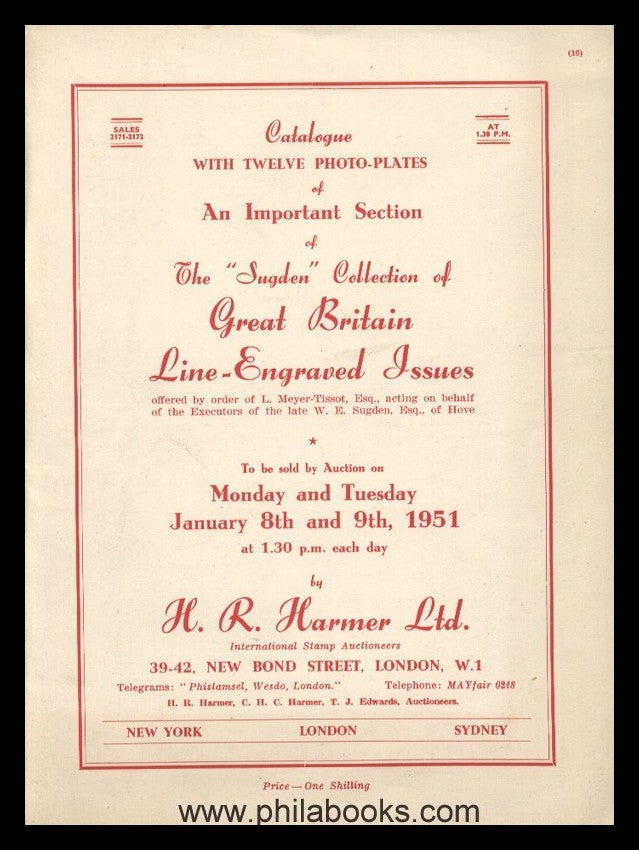 (16)
SALES
2171-2172
AT
1.30 P.M.
Catalogue
WITH TWELVE PHOTO-PLATES
of
An Important Section
of
The "Sugden" Collection of
Great Britain
Line-Engraved Issues
offered by order of L. Meyer-Tissot, Esq., acting on behalf
of the Executors of the late W. E. Sugden, Esq., of Hove
*
To be sold by Auction on
Monday and Tuesday
January 8th and 9th, 1951
at 1.30 p.m. each day
by
H. R. Harmer Ltd.
International Stamp Auctioneers
39-42, NEW BOND STREET, LONDON, W.1
Telegrams: "Phistamsel, Wesdo, London." Telephone: MAYfair 0218
H. R. Harmer, C. H. C. Harmer, T. J. Edwards, Auctioneers.
NEW YORK LONDON SYDNEY
Price—One Shilling
www.philabooks.com